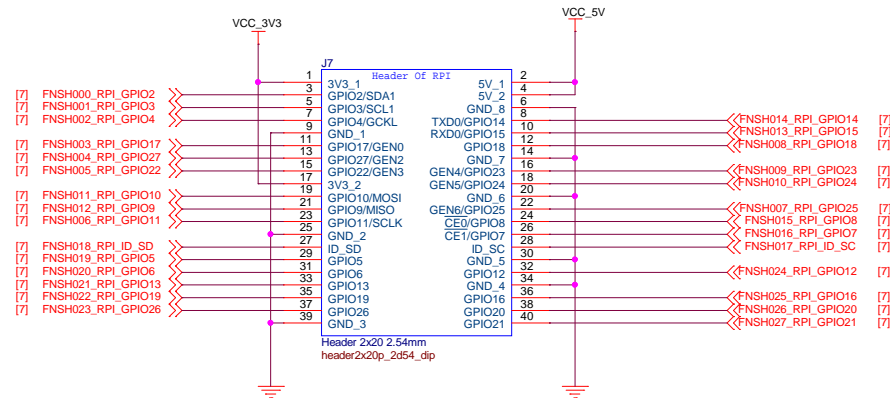 VCC_3V3
VCC_5V
J7
Header Of RPI
1 3V3_1 5V_1 2
[7] FNSH000_RPI_GPIO2 3 GPIO2/SDA1 5V_2 4
[7] FNSH001_RPI_GPIO3 5 GPIO3/SCL1 GND_8 6
[7] FNSH002_RPI_GPIO4 7 GPIO4/GCKL TXD0/GPIO14 8 FNSH014_RPI_GPIO14 [7]
9 GND_1 RXD0/GPIO15 10 FNSH013_RPI_GPIO15 [7]
[7] FNSH003_RPI_GPIO17 11 GPIO17/GEN0 GPIO18 12 FNSH008_RPI_GPIO18 [7]
[7] FNSH004_RPI_GPIO27 13 GPIO27/GEN2 GND_7 14
[7] FNSH005_RPI_GPIO22 15 GPIO22/GEN3 GEN4/GPIO23 16 FNSH009_RPI_GPIO23 [7]
17 3V3_2 GEN5/GPIO24 18 FNSH010_RPI_GPIO24 [7]
[7] FNSH011_RPI_GPIO10 19 GPIO10/MOSI GND_6 20
[7] FNSH012_RPI_GPIO9 21 GPIO9/MISO GEN6/GPIO25 22 FNSH007_RPI_GPIO25 [7]
[7] FNSH006_RPI_GPIO11 23 GPIO11/SCLK CE0/GPIO8 24 FNSH015_RPI_GPIO8 [7]
25 GND_2 CE1/GPIO7 26 FNSH016_RPI_GPIO7 [7]
[7] FNSH018_RPI_ID_SD 27 ID_SD ID_SC 28 FNSH017_RPI_ID_SC [7]
[7] FNSH019_RPI_GPIO5 29 GPIO5 GND_5 30
[7] FNSH020_RPI_GPIO6 31 GPIO6 GPIO12 32 FNSH024_RPI_GPIO12 [7]
[7] FNSH021_RPI_GPIO13 33 GPIO13 GND_4 34
[7] FNSH022_RPI_GPIO19 35 GPIO19 GPIO16 36 FNSH025_RPI_GPIO16 [7]
[7] FNSH023_RPI_GPIO26 37 GPIO26 GPIO20 38 FNSH026_RPI_GPIO20 [7]
39 GND_3 GPIO21 40 FNSH027_RPI_GPIO21 [7]
Header 2x20 2.54mm
header2x20p_2d54_dip